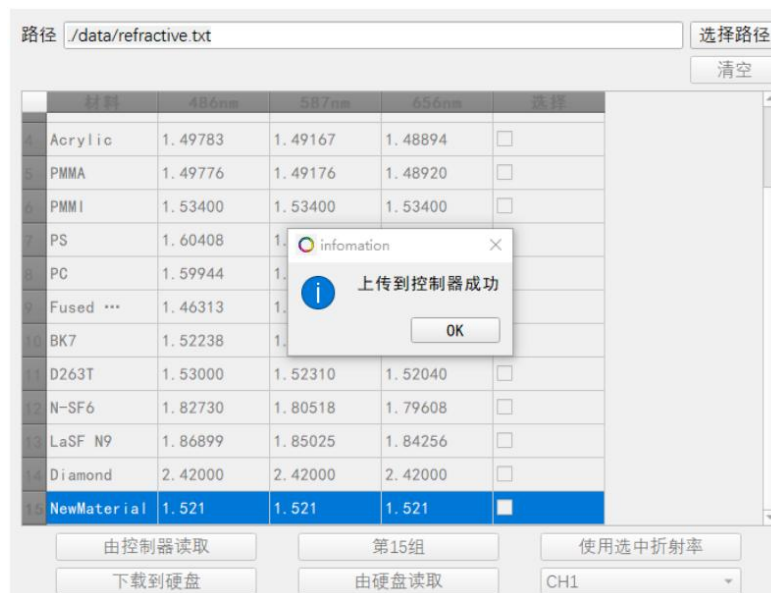 路径 ./data/refractive.txt 选择路径
清空
材料 486nm 587nm 656nm 选择
4 Acrylic 1.49783 1.49167 1.48894
5 PMMA 1.49776 1.49176 1.48920
6 PMMI 1.53400 1.53400 1.53400
7 PS 1.60408 1.
8 PC 1.59944 1.
9 Fused … 1.46313 1.
10 BK7 1.52238 1.
infomation
上传到控制器成功
OK
11 D263T 1.53000 1.52310 1.52040
12 N-SF6 1.82730 1.80518 1.79608
13 LaSF N9 1.86899 1.85025 1.84256
14 Diamond 2.42000 2.42000 2.42000
15 NewMaterial 1.521 1.521 1.521
由控制器读取 第15组 使用选中折射率
下载到硬盘 由硬盘读取 CH1